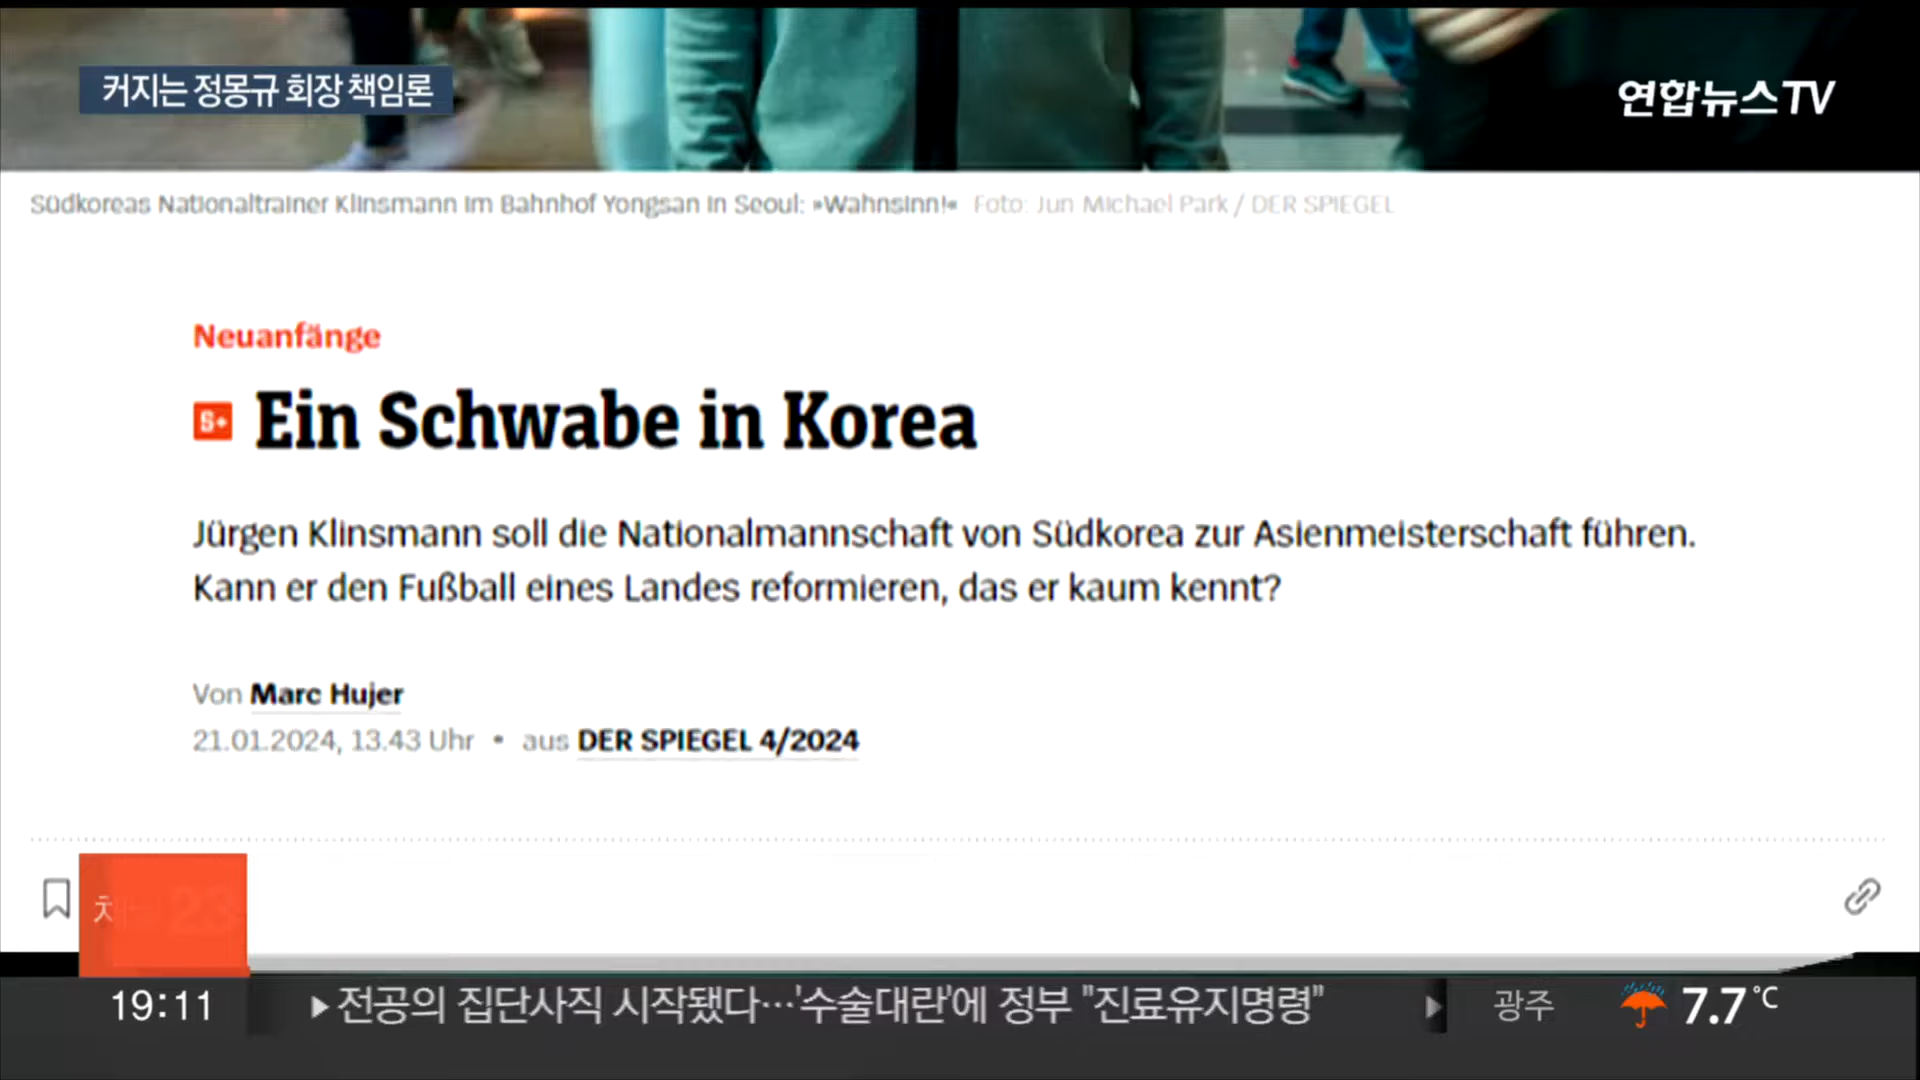 커지는 정몽규 회장 책임론
연합뉴스TV
Südkoreas Nationaltrainer Klinsmann im Bahnhof Yongsan in Seoul: »Wahnsinn!« Foto: Jun Michael Park / DER SPIEGEL
Neuanfänge
S+ Ein Schwabe in Korea
Jürgen Klinsmann soll die Nationalmannschaft von Südkorea zur Asienmeisterschaft führen.
Kann er den Fußball eines Landes reformieren, das er kaum kennt?
Von Marc Hujer
21.01.2024, 13.43 Uhr • aus DER SPIEGEL 4/2024
23
19:11 ▶전공의 집단사직 시작됐다…'수술대란'에 정부 "진료유지명령" 광주 7.7℃